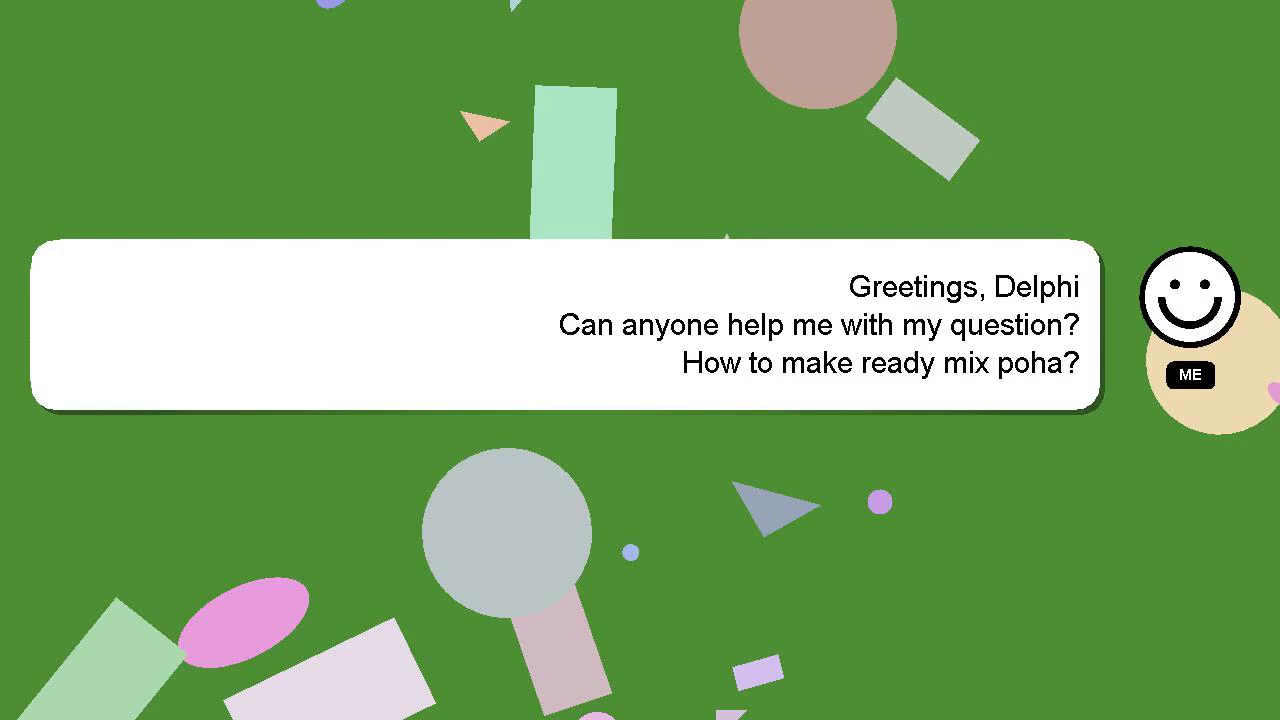 Greetings, Delphi
Can anyone help me with my question?
How to make ready mix poha?
ME